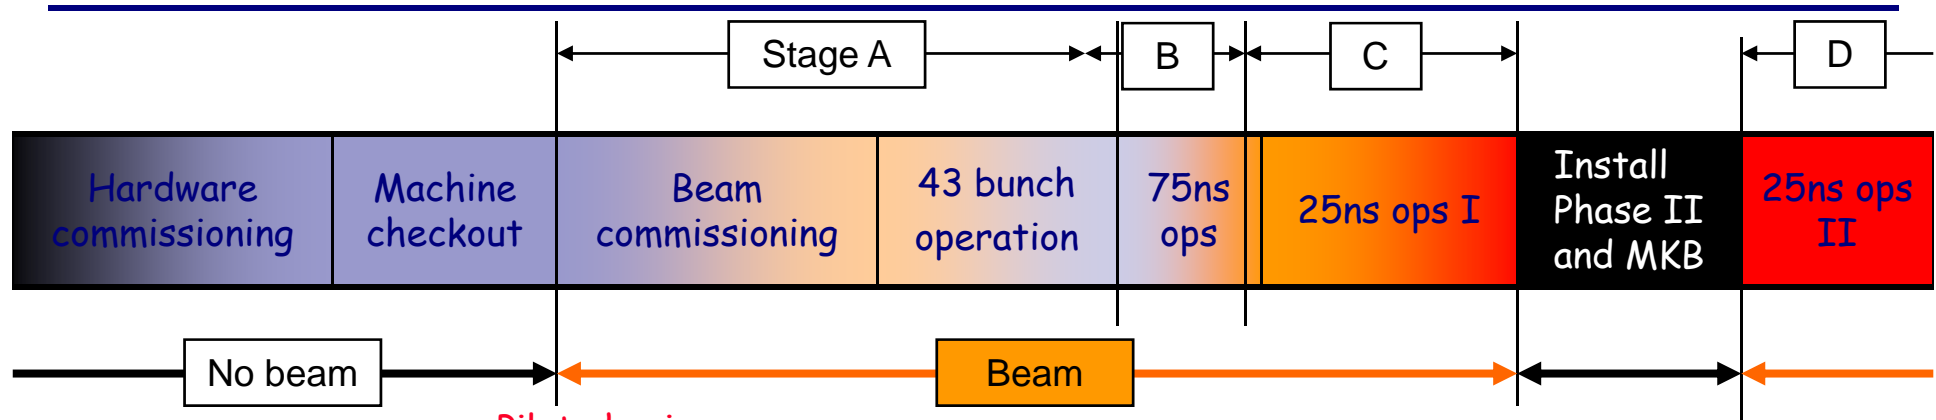 Stage A
B
C
D
Hardware
commissioning
Machine
checkout
Beam
commissioning
43 bunch
operation
75ns
ops
25ns ops I
Install
Phase II
and MKB
25ns ops
II
No beam
Beam